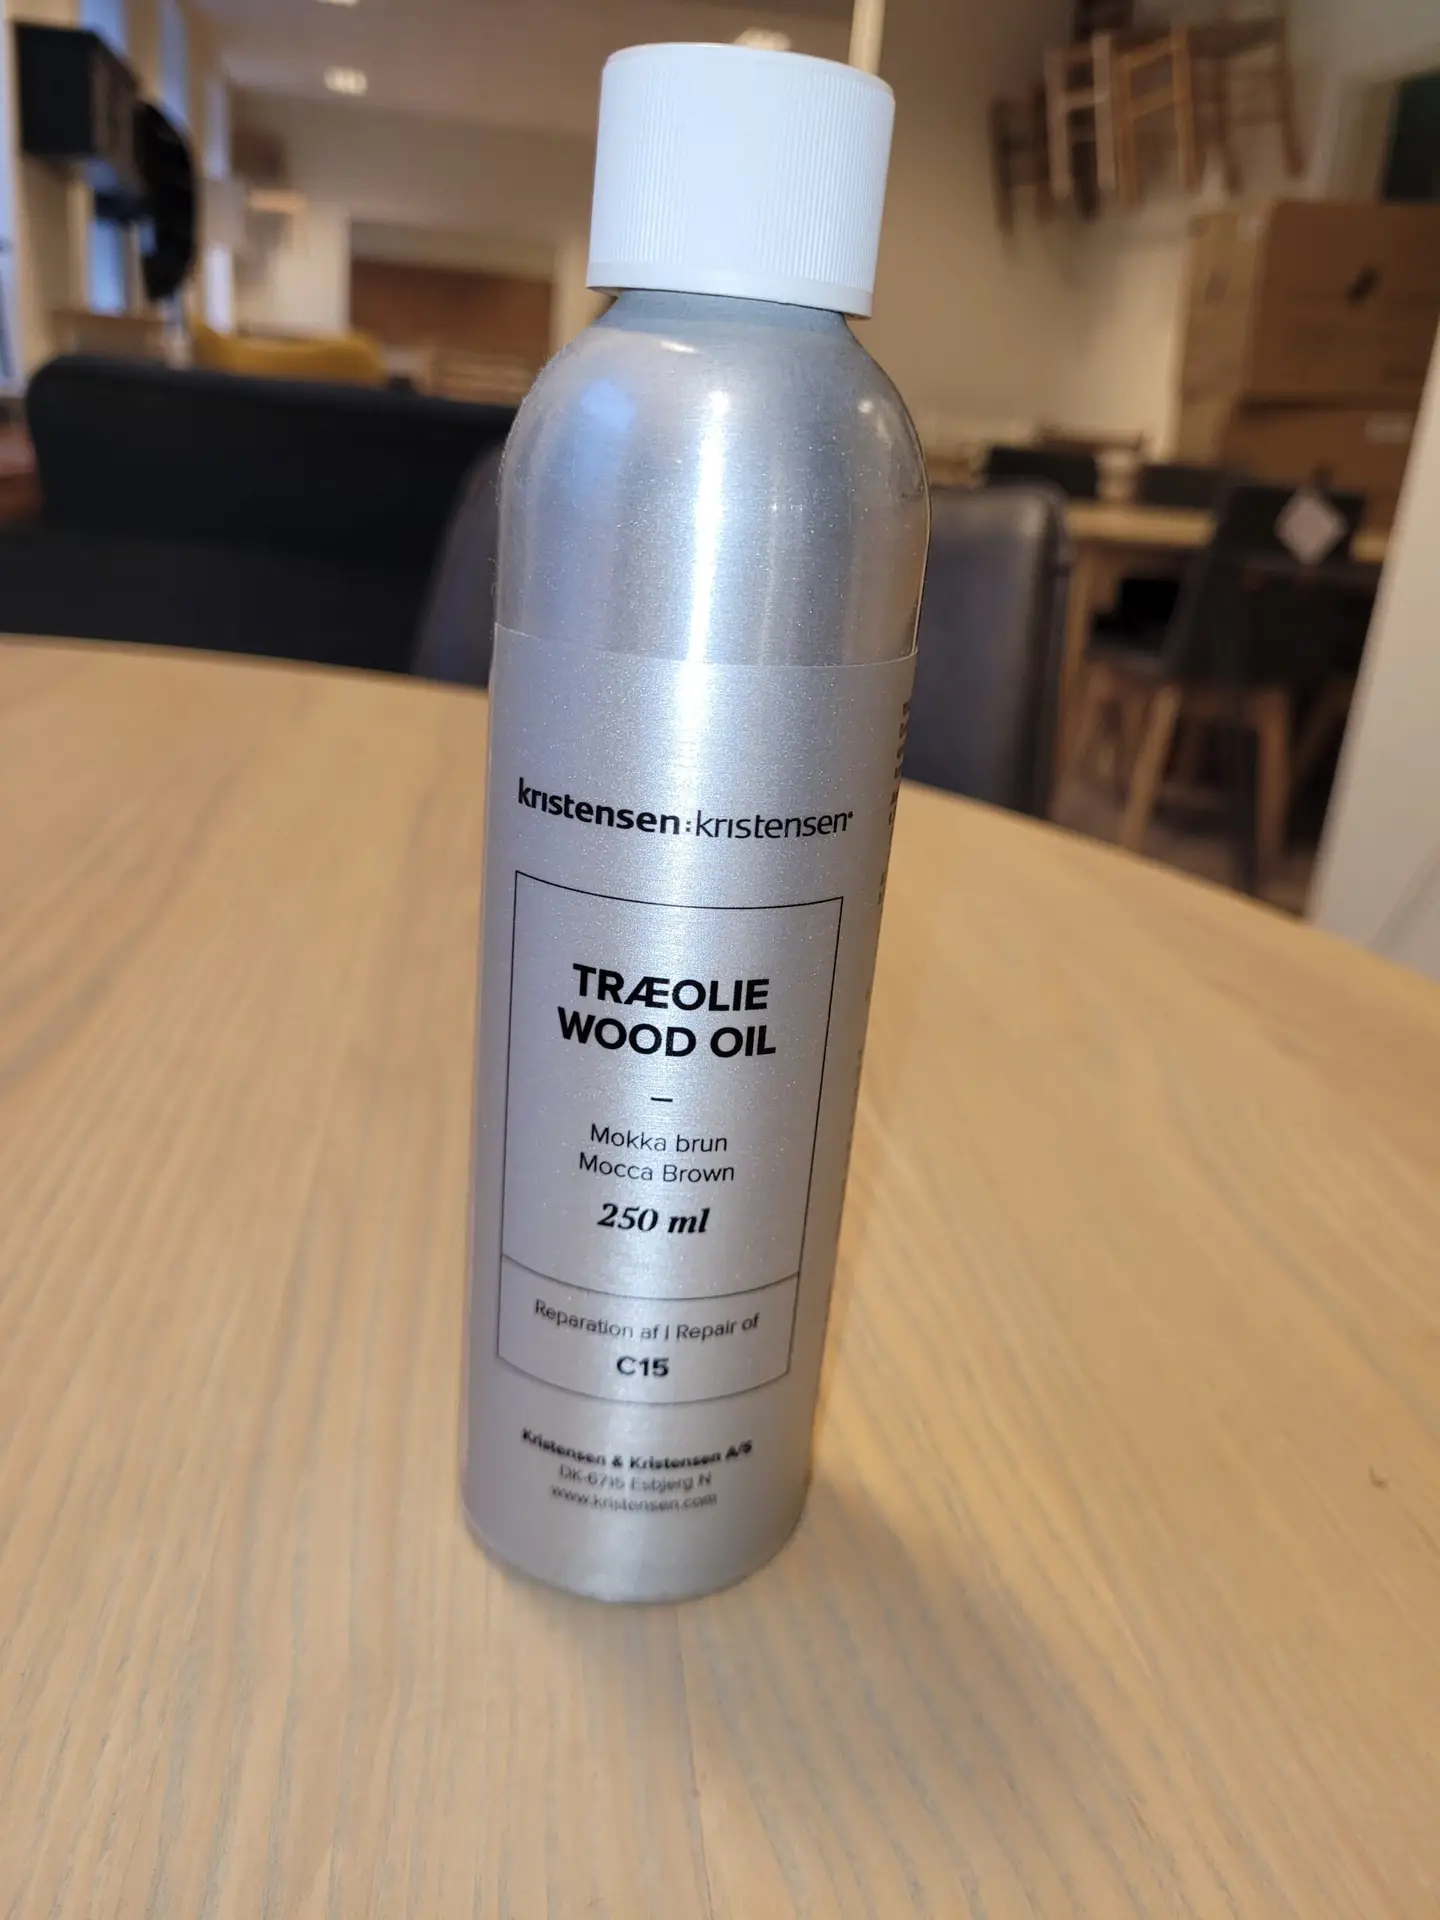 kristensen:kristensen®
TRÆOLIE
WOOD OIL
–
Mokka brun
Mocca Brown
250 ml
Reparation af | Repair of
C15
Kristensen & Kristensen A/S
DK-6715 Esbjerg N
www.kristensen.com